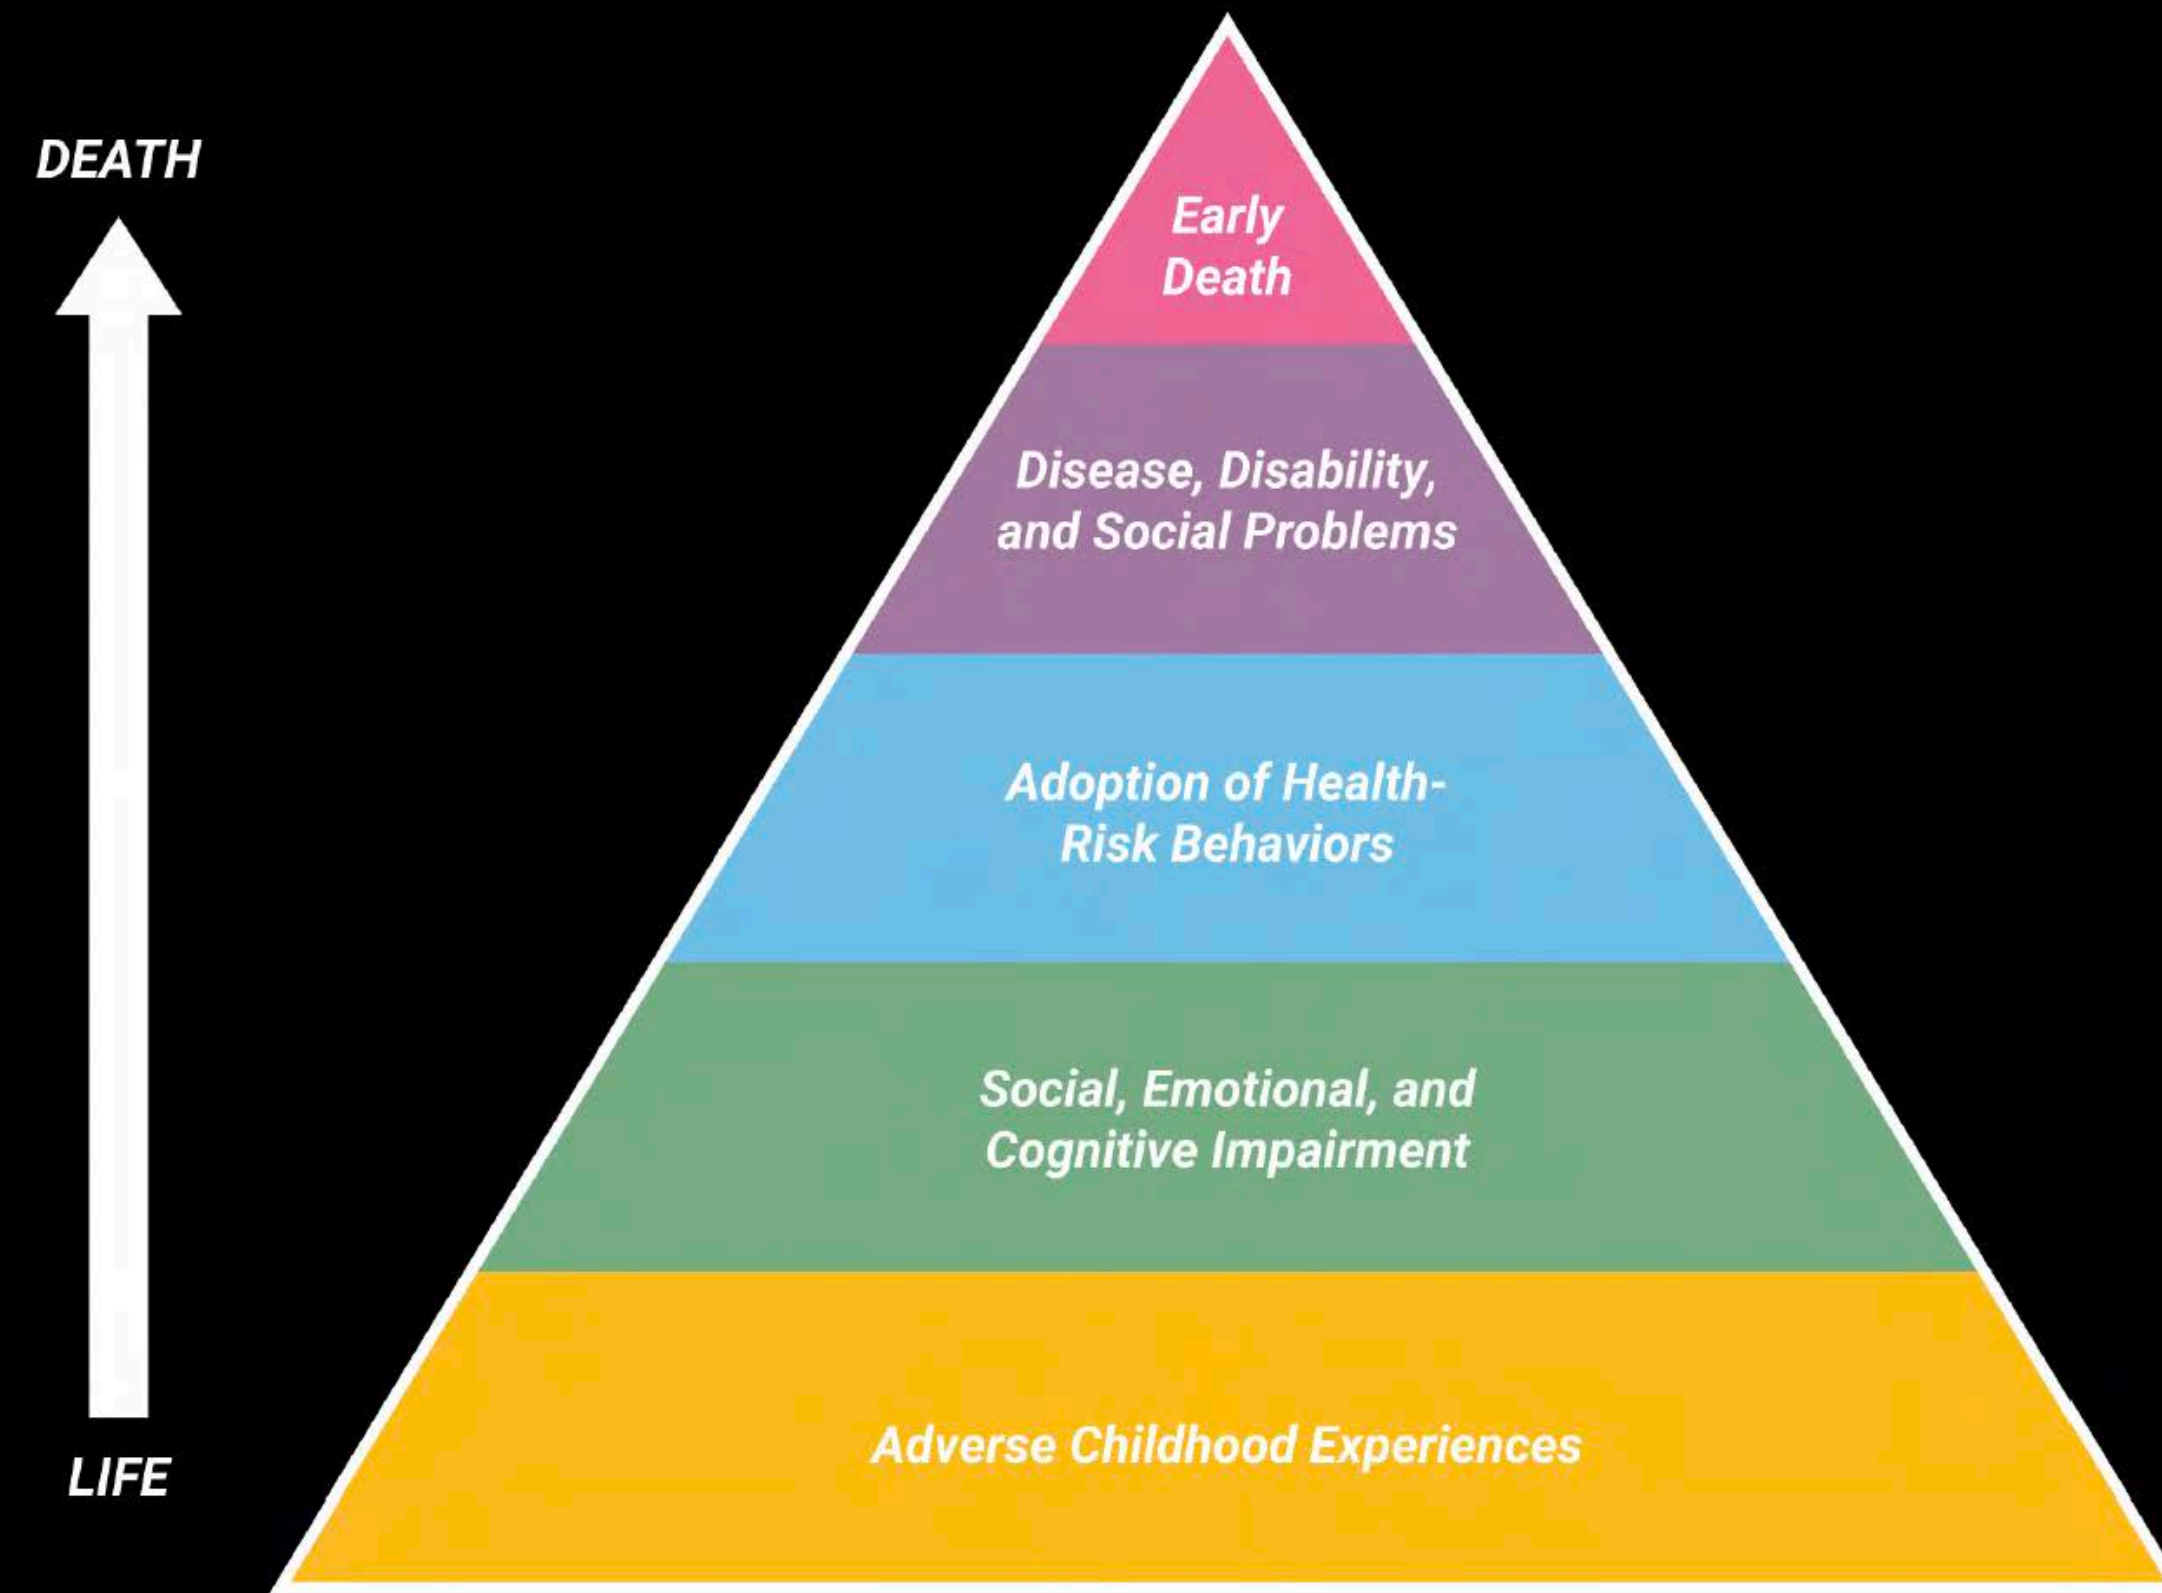 DEATH
Early
Death
Disease, Disability,
and Social Problems
Adoption of Health-
Risk Behaviors
Social, Emotional, and
Cognitive Impairment
Adverse Childhood Experiences
LIFE